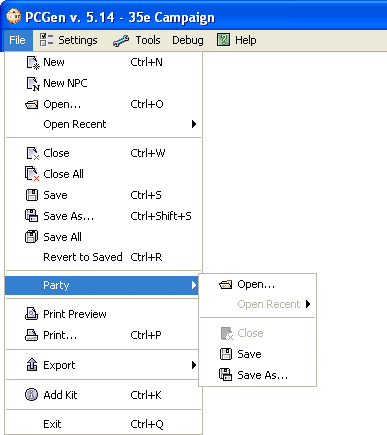 PCGen v. 5.14 - 35e Campaign
File Settings Tools Debug Help
New Ctrl+N
New NPC
Open... Ctrl+O
Open Recent
Close Ctrl+W
Close All
Save Ctrl+S
Save As... Ctrl+Shift+S
Save All
Revert to Saved Ctrl+R
Party
Open...
Open Recent
Close
Save
Save As...
Print Preview
Print... Ctrl+P
Export
Add Kit Ctrl+K
Exit Ctrl+Q